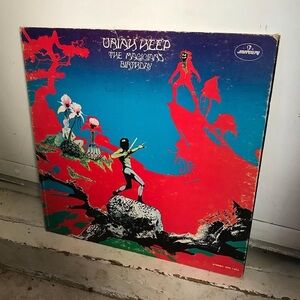 URIAH HEEP
THE MAGICIAN'S
BIRTHDAY
mercury